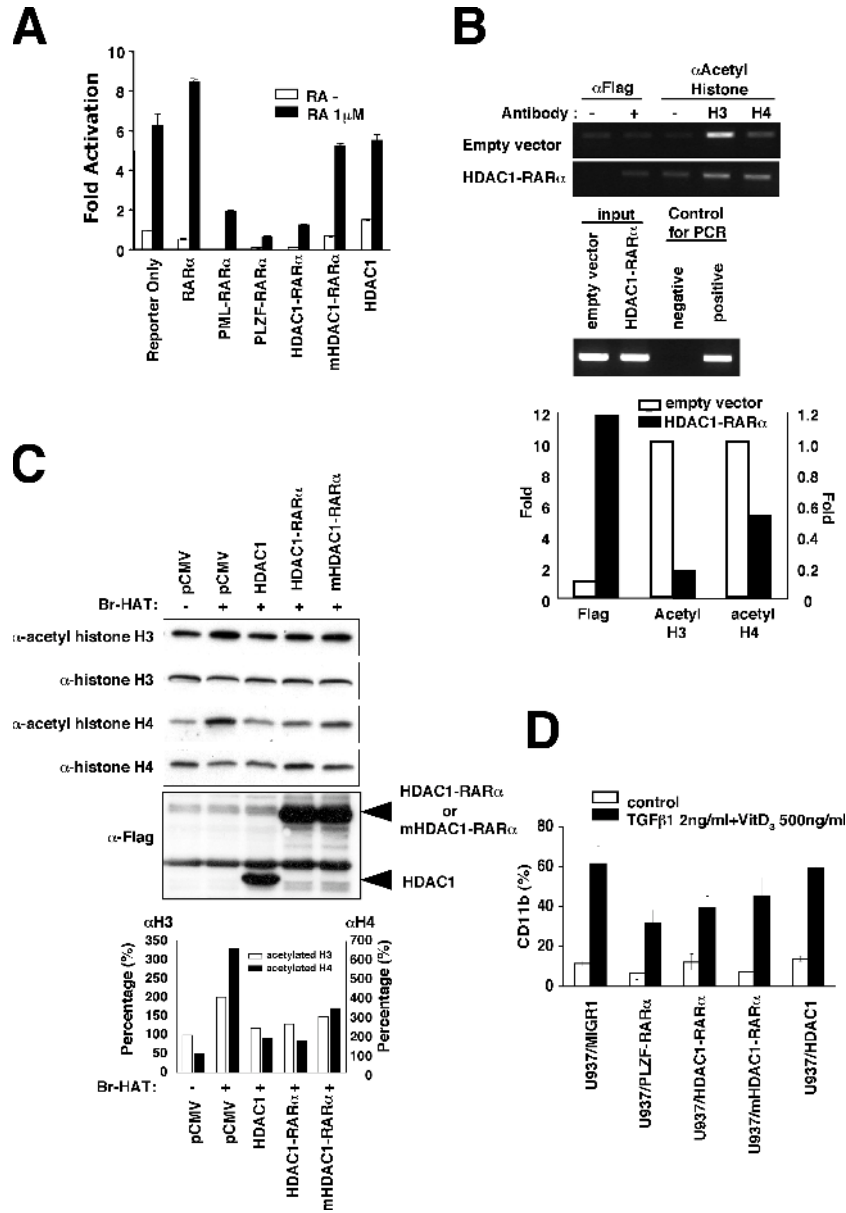 A
Fold Activation
10
8
6
4
2
0
RA -
RA 1μM
Reporter Only
RARα
PML-RARα
PLZF-RARα
HDAC1-RARα
mHDAC1-RARα
HDAC1
B
αFlag
αAcetyl
Histone
Antibody : - + - H3 H4
Empty vector
HDAC1-RARα
input
Control
for PCR
empty vector
HDAC1-RARα
negative
positive
empty vector
HDAC1-RARα
Fold
12
10
8
6
4
2
0
1.2
1.0
0.8
0.6
0.4
0.2
0
Fold
Flag
Acetyl
H3
acetyl
H4
C
pCMV
pCMV
HDAC1
HDAC1-RARα
mHDAC1-RARα
Br-HAT: - + + + +
α-acetyl histone H3
α-histone H3
α-acetyl histone H4
α-histone H4
α-Flag
HDAC1-RARα
or
mHDAC1-RARα
HDAC1
αH3
αH4
Percentage (%)
350
300
250
200
150
100
50
0
acetylated H3
acetylated H4
700
600
500
400
300
200
100
0
Percentage (%)
Br-HAT: - + + + +
pCMV
pCMV
HDAC1
HDAC1-RARα
mHDAC1-RARα
D
control
TGFβ1 2ng/ml+VitD₃ 500ng/ml
CD11b (%)
80
60
40
20
0
U937/MIGR1
U937/PLZF-RARα
U937/HDAC1-RARα
U937/mHDAC1-RARα
U937/HDAC1